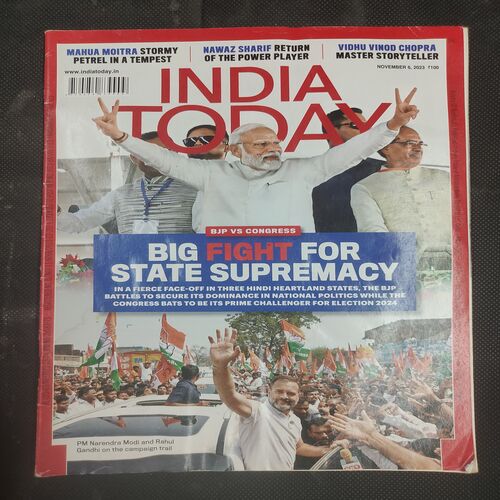 MAHUA MOITRA STORMY
PETREL IN A TEMPEST
NAWAZ SHARIF RETURN
OF THE POWER PLAYER
VIDHU VINOD CHOPRA
MASTER STORYTELLER
www.indiatoday.in
NOVEMBER 6, 2023 ₹100
INDIA
TODAY
BJP VS CONGRESS
BIG FIGHT FOR
STATE SUPREMACY
IN A FIERCE FACE-OFF IN THREE HINDI HEARTLAND STATES, THE BJP
BATTLES TO SECURE ITS DOMINANCE IN NATIONAL POLITICS WHILE THE
CONGRESS BATS TO BE ITS PRIME CHALLENGER FOR ELECTION 2024
PM Narendra Modi and Rahul
Gandhi on the campaign trail